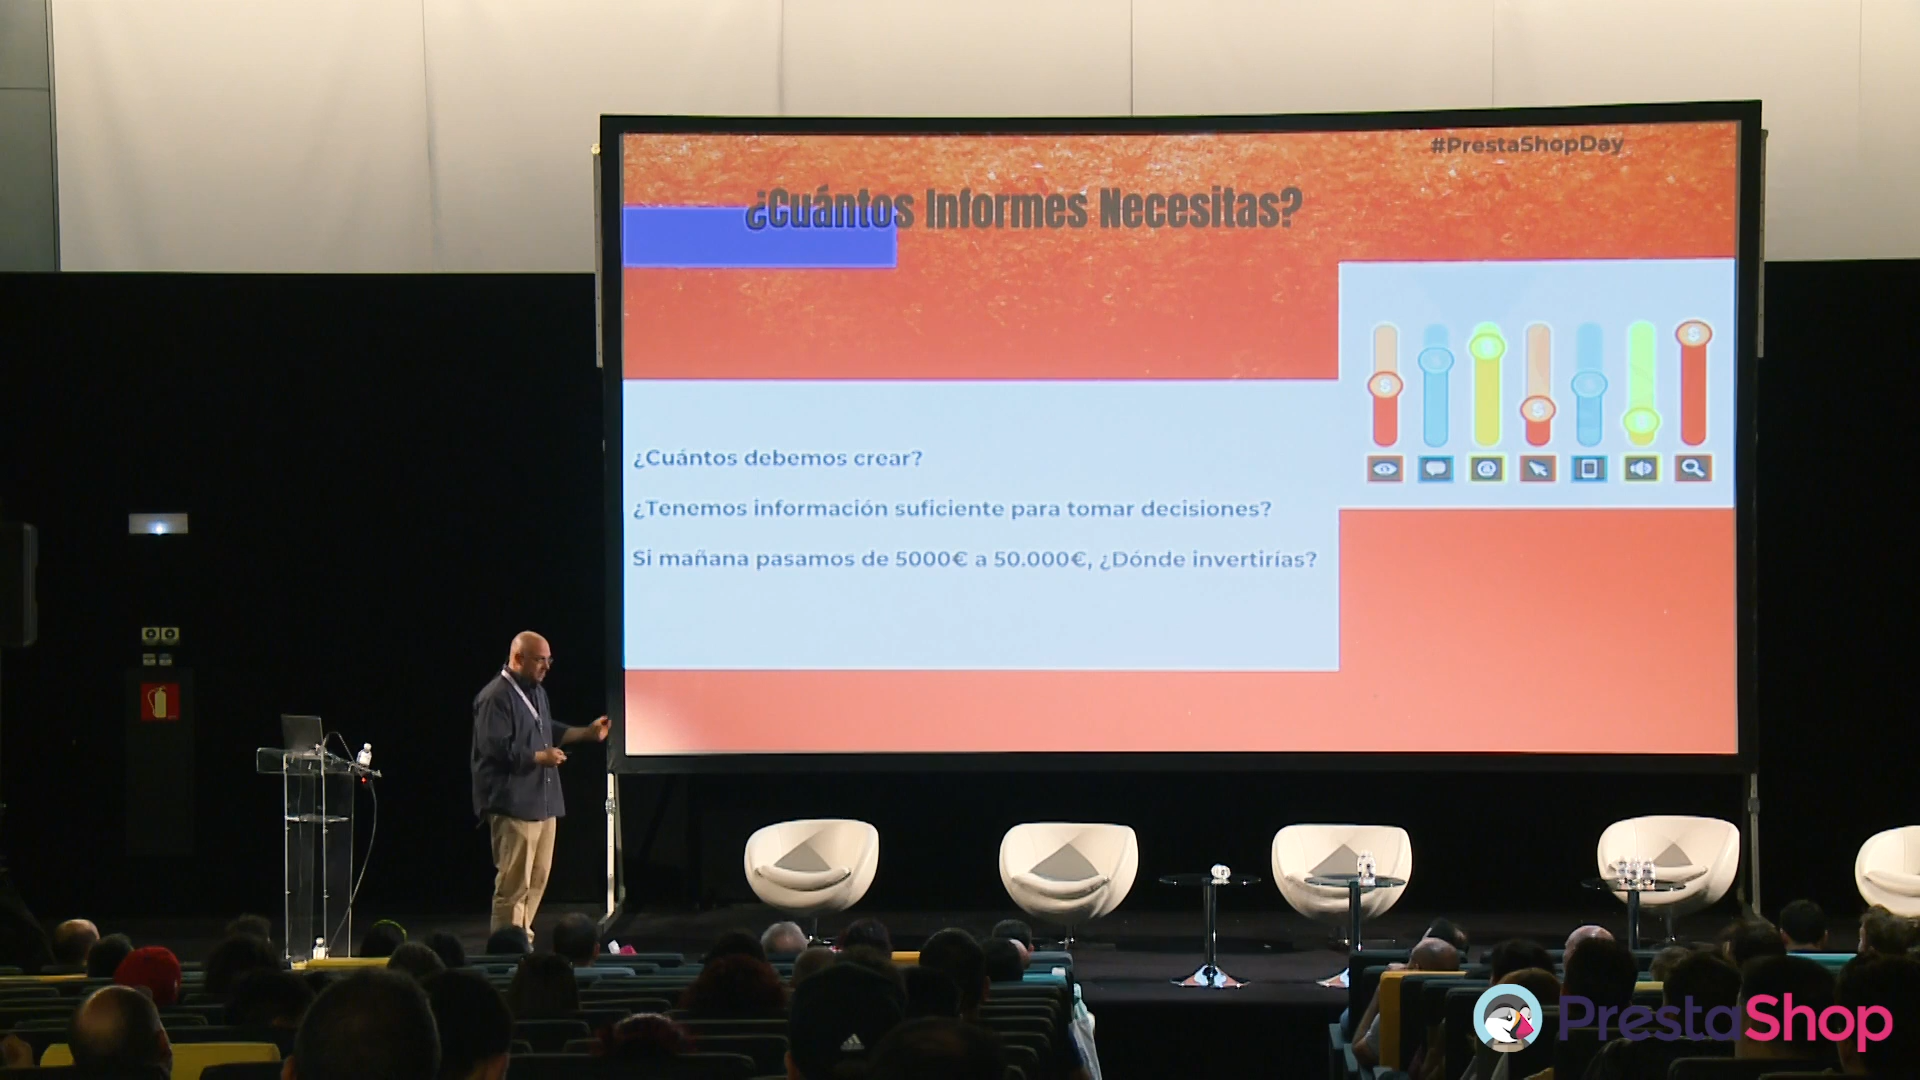 #PrestaShopDay
¿Cuántos Informes Necesitas?
¿Cuántos debemos crear?
¿Tenemos información suficiente para tomar decisiones?
Si mañana pasamos de 5000€ a 50.000€, ¿Dónde invertirías?
PrestaShop